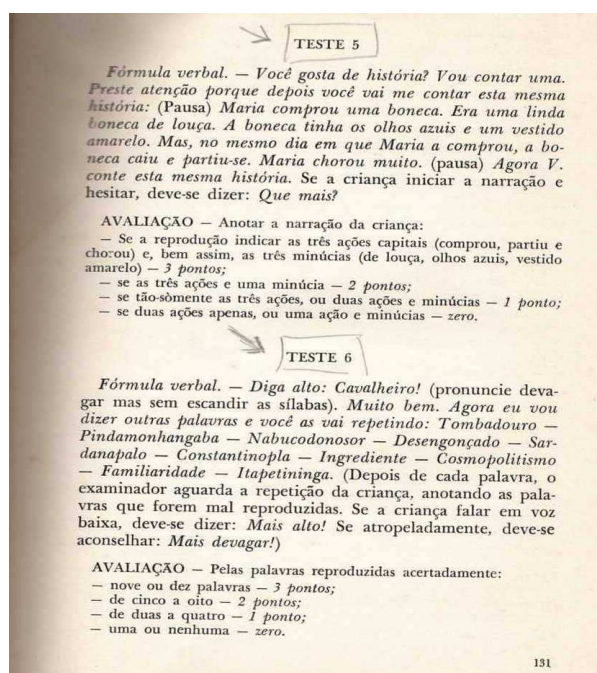 TESTE 5
Fórmula verbal. — Você gosta de história? Vou contar uma.
Preste atenção porque depois você vai me contar esta mesma
história: (Pausa) Maria comprou uma boneca. Era uma linda
boneca de louça. A boneca tinha os olhos azuis e um vestido
amarelo. Mas, no mesmo dia em que Maria a comprou, a bo-
neca caiu e partiu-se. Maria chorou muito. (pausa) Agora V.
conte esta mesma história. Se a criança iniciar a narração e
hesitar, deve-se dizer: Que mais?
AVALIAÇÃO — Anotar a narração da criança:
— Se a reprodução indicar as três ações capitais (comprou, partiu e
chorou) e, bem assim, as três minúcias (de louça, olhos azuis, vestido
amarelo) — 3 pontos;
— se as três ações e uma minúcia — 2 pontos;
— se tão-sòmente as três ações, ou duas ações e minúcias — 1 ponto;
— se duas ações apenas, ou uma ação e minúcias — zero.
TESTE 6
Fórmula verbal. — Diga alto: Cavalheiro! (pronuncie deva-
gar mas sem escandir as sílabas). Muito bem. Agora eu vou
dizer outras palavras e você as vai repetindo: Tombadouro —
Pindamonhangaba — Nabucodonosor — Desengonçado — Sar-
danapalo — Constantinopla — Ingrediente — Cosmopolitismo
— Familiaridade — Itapetininga. (Depois de cada palavra, o
examinador aguarda a repetição da criança, anotando as pala-
vras que forem mal reproduzidas. Se a criança falar em voz
baixa, deve-se dizer: Mais alto! Se atropeladamente, deve-se
aconselhar: Mais devagar!)
AVALIAÇÃO — Pelas palavras reproduzidas acertadamente:
— nove ou dez palavras — 3 pontos;
— de cinco a oito — 2 pontos;
— de duas a quatro — 1 ponto;
— uma ou nenhuma — zero.
131